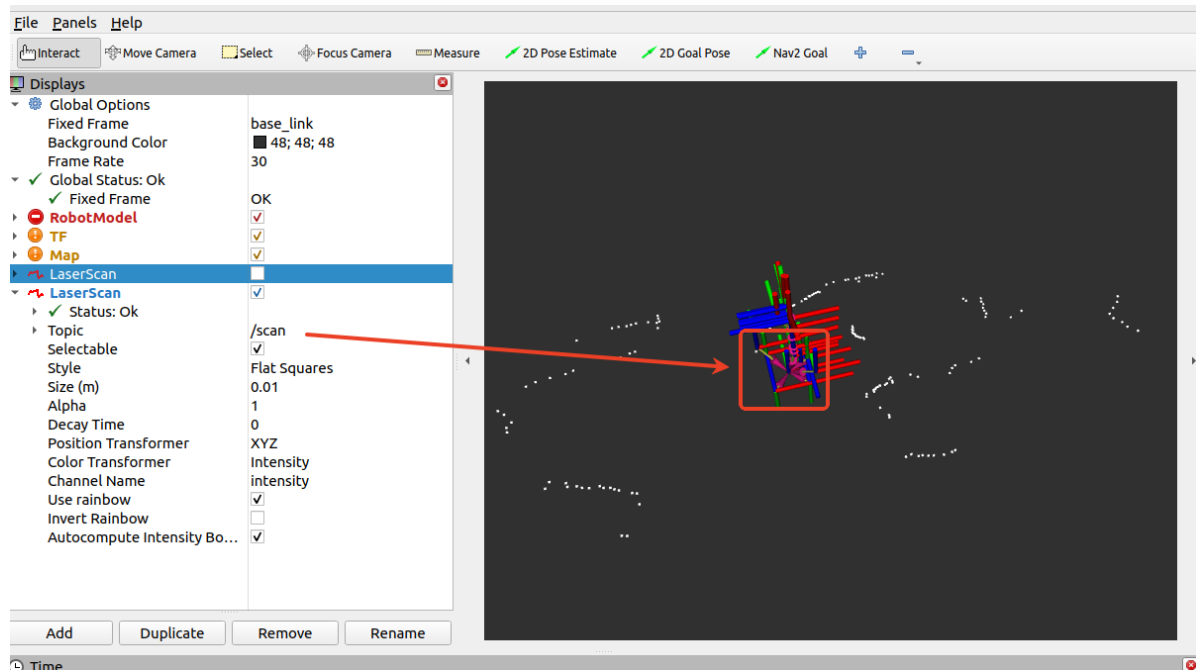 File Panels Help
Interact Move Camera Select Focus Camera Measure 2D Pose Estimate 2D Goal Pose Nav2 Goal
Displays
Global Options
Fixed Frame base_link
Background Color 48; 48; 48
Frame Rate 30
Global Status: Ok
Fixed Frame OK
RobotModel
TF
Map
LaserScan
LaserScan
Status: Ok
Topic /scan
Selectable
Style Flat Squares
Size (m) 0.01
Alpha 1
Decay Time 0
Position Transformer XYZ
Color Transformer Intensity
Channel Name intensity
Use rainbow
Invert Rainbow
Autocompute Intensity Bo...
Add Duplicate Remove Rename
Time